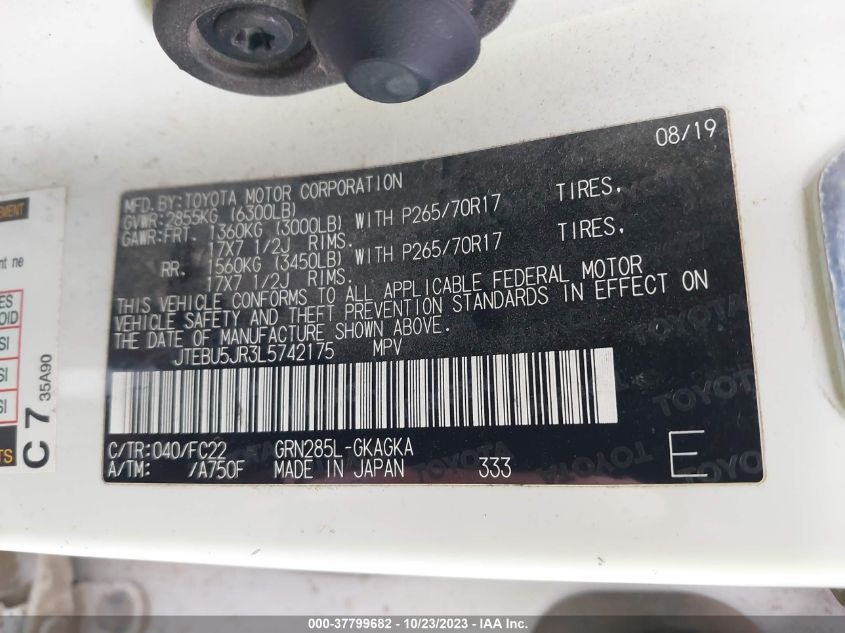 08/19
MFD.BY:TOYOTA MOTOR CORPORATION
GVWR:2855KG (6300LB)
GAWR:FRT. 1360KG (3000LB) WITH P265/70R17 TIRES,
17X7 1/2J RIMS.
RR. 1560KG (3450LB) WITH P265/70R17 TIRES,
17X7 1/2J RIMS.
THIS VEHICLE CONFORMS TO ALL APPLICABLE FEDERAL MOTOR
VEHICLE SAFETY AND THEFT PREVENTION STANDARDS IN EFFECT ON
THE DATE OF MANUFACTURE SHOWN ABOVE.
JTEBU5JR3L5742175 MPV
C/TR:040/FC22 GRN285L-GKAGKA
A/TM: /A750F MADE IN JAPAN 333
E
TOYOTA
TOYOTA
TOYOTA
C 7
35A90
000-37799682 - 10/23/2023 - IAA Inc.